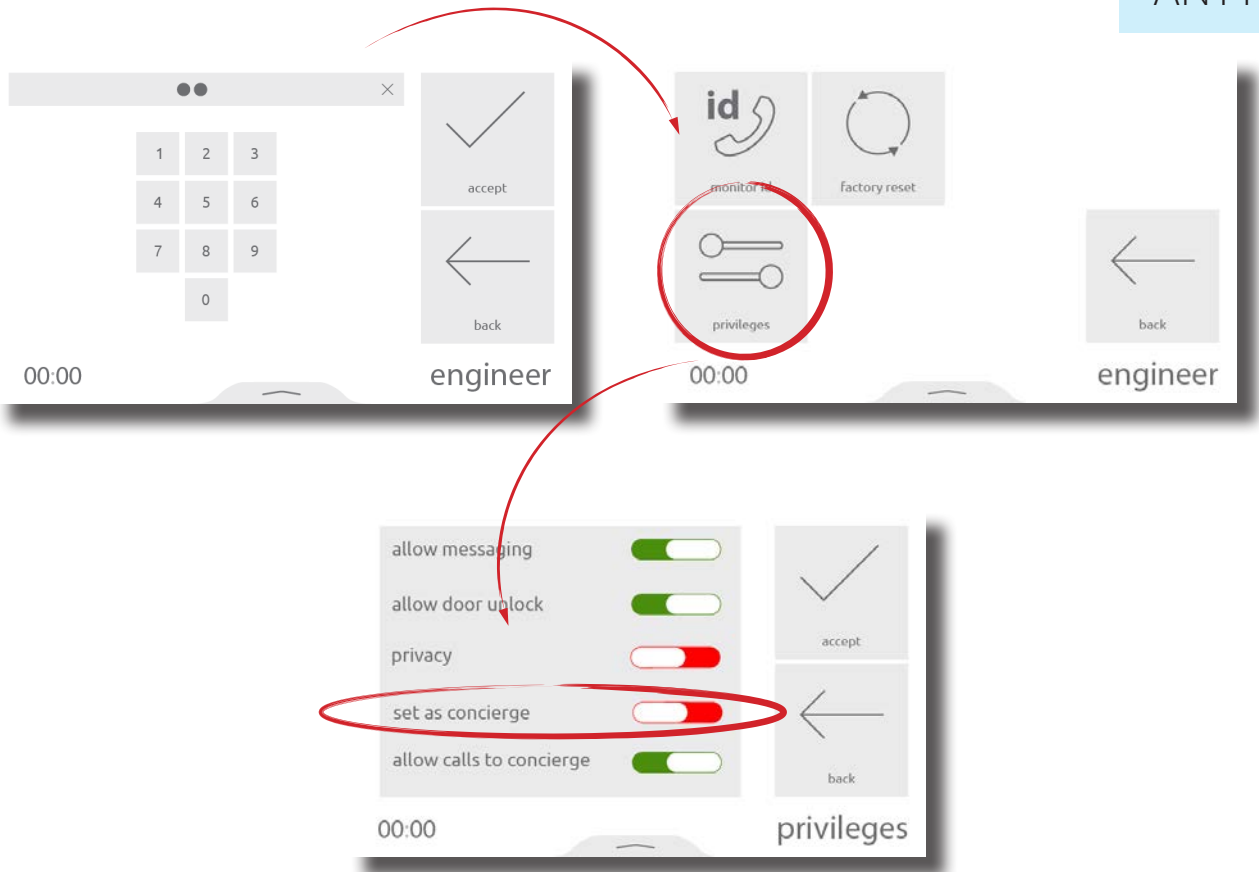 1 2 3
4 5 6
7 8 9
0
accept
back
00:00
engineer
id
monitor id
factory reset
privileges
back
00:00
engineer
allow messaging
allow door unlock
privacy
set as concierge
allow calls to concierge
accept
back
00:00
privileges